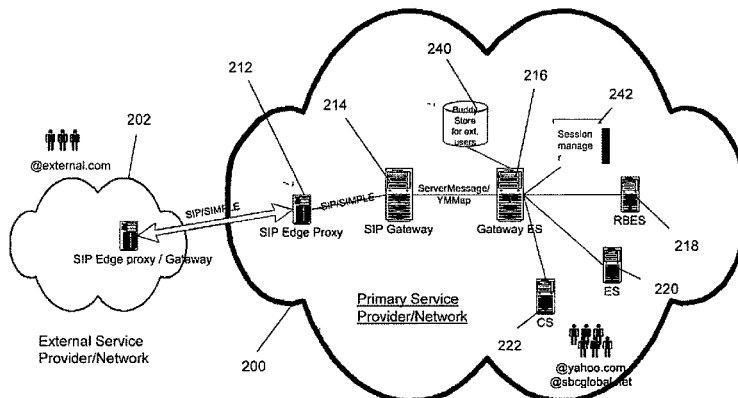 240
212
216
242
214
202
Buddy
Store
for ext.
users
Session
manage
r
@external.com
SIP/SIMPLE
SIP/SIMPLE
ServerMessage/
YMMap
RBES
SIP Edge Proxy
SIP Gateway
Gateway ES
SIP Edge proxy / Gateway
218
ES
220
Primary Service
Provider/Network
CS
External Service
Provider/Network
200
222
@yahoo.com
@sbcglobal.net